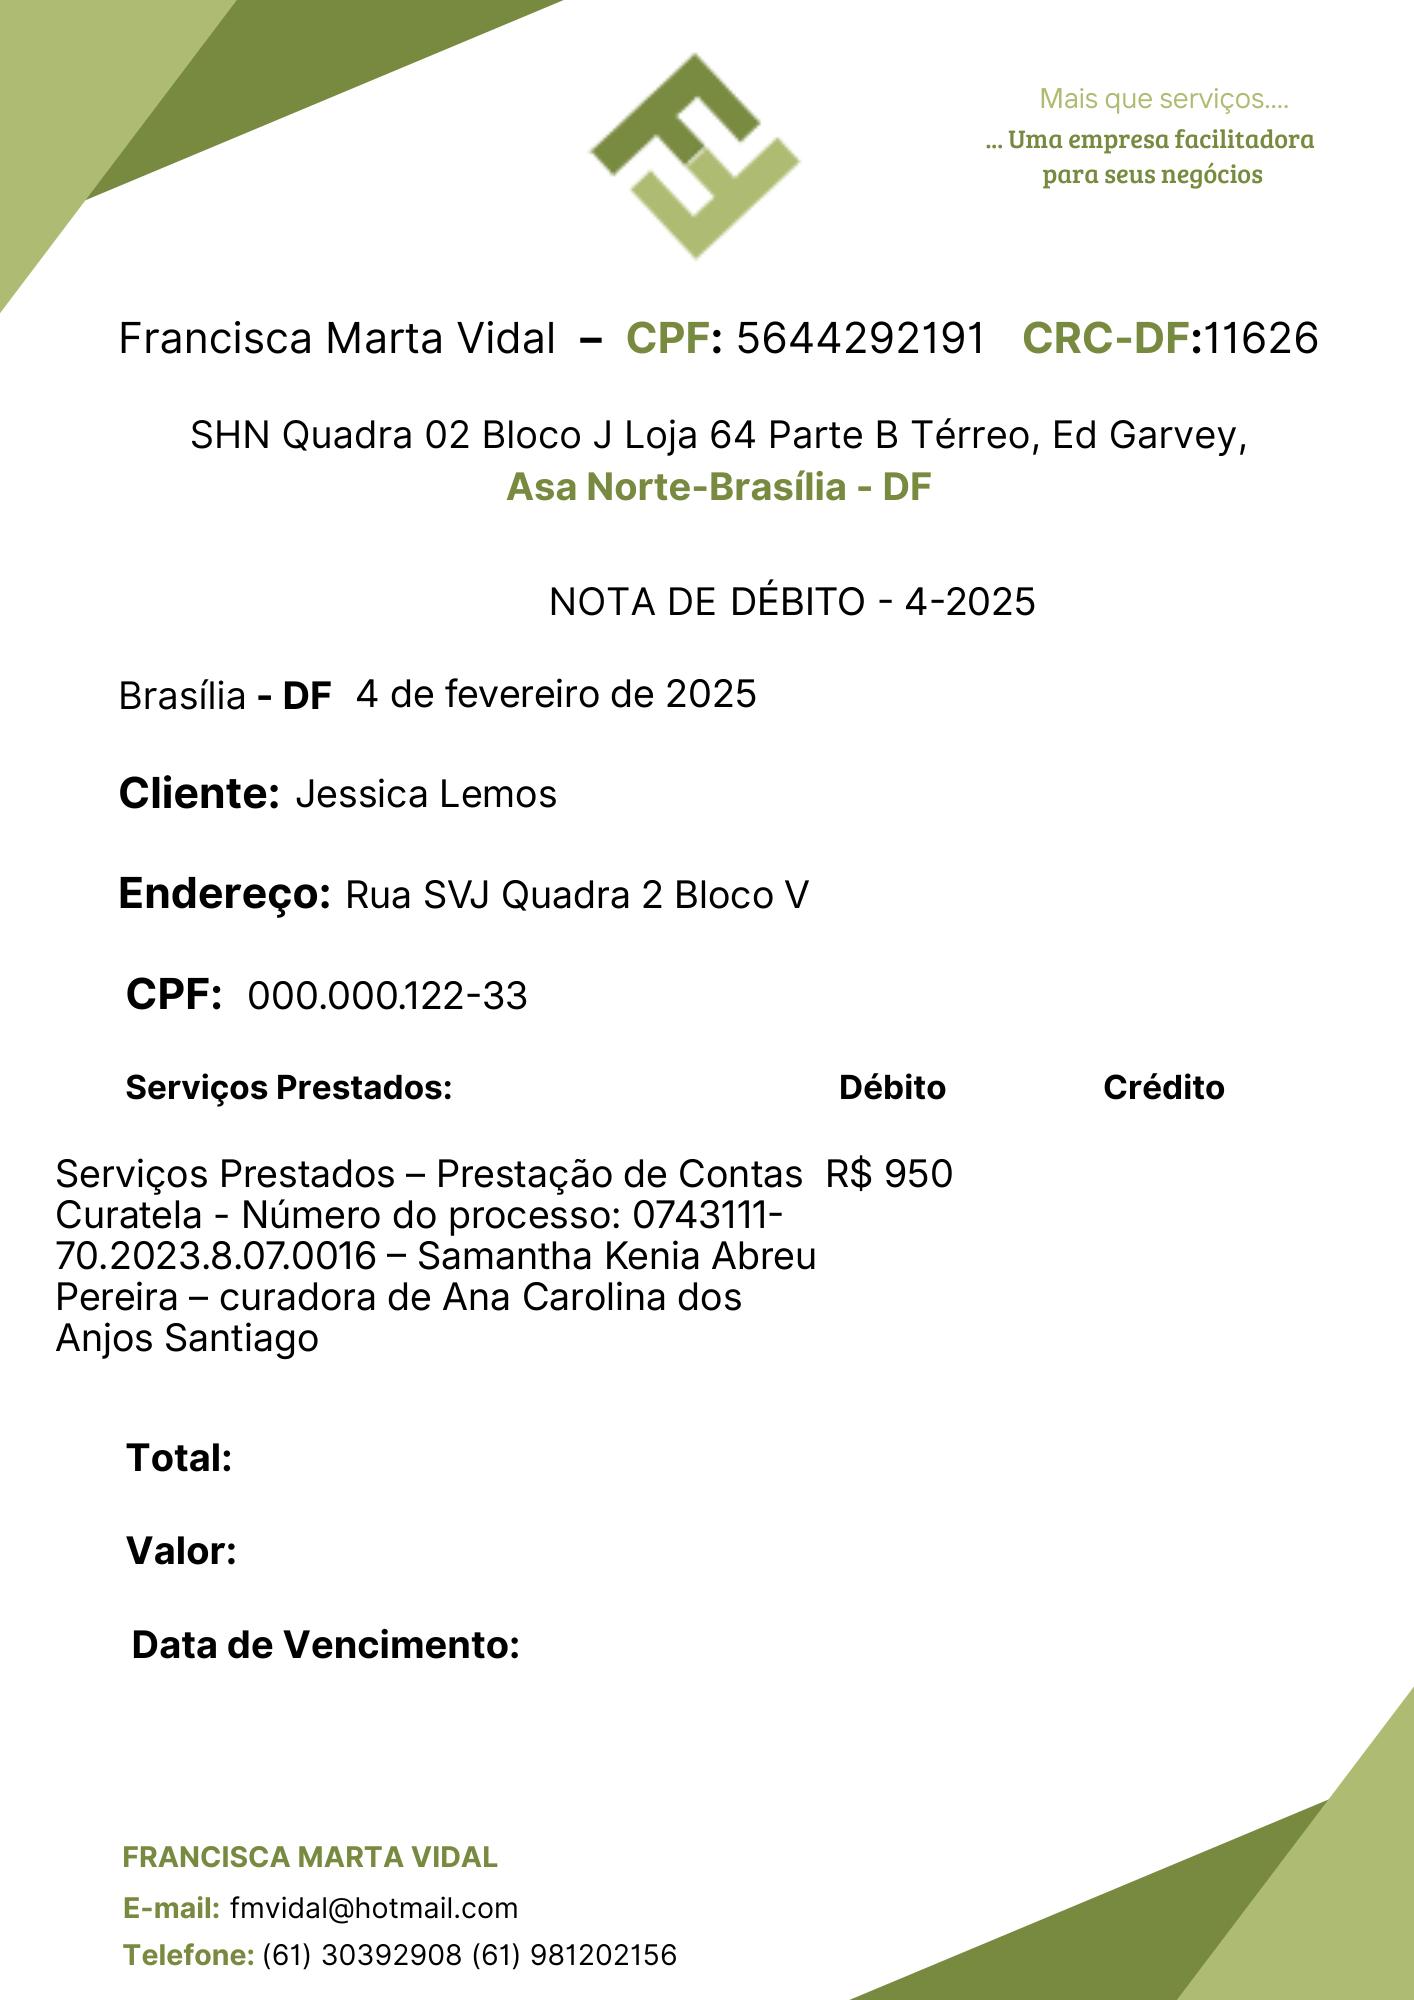 Mais que serviços....
... Uma empresa facilitadora
para seus negócios
Francisca Marta Vidal – CPF: 5644292191 CRC-DF:11626
SHN Quadra 02 Bloco J Loja 64 Parte B Térreo, Ed Garvey,
Asa Norte-Brasília - DF
NOTA DE DÉBITO - 4-2025
Brasília - DF 4 de fevereiro de 2025
Cliente: Jessica Lemos
Endereço: Rua SVJ Quadra 2 Bloco V
CPF: 000.000.122-33
Serviços Prestados: Débito Crédito
Serviços Prestados – Prestação de Contas R$ 950
Curatela - Número do processo: 0743111-
70.2023.8.07.0016 – Samantha Kenia Abreu
Pereira – curadora de Ana Carolina dos
Anjos Santiago
Total:
Valor:
Data de Vencimento:
FRANCISCA MARTA VIDAL
E-mail: fmvidal@hotmail.com
Telefone: (61) 30392908 (61) 981202156